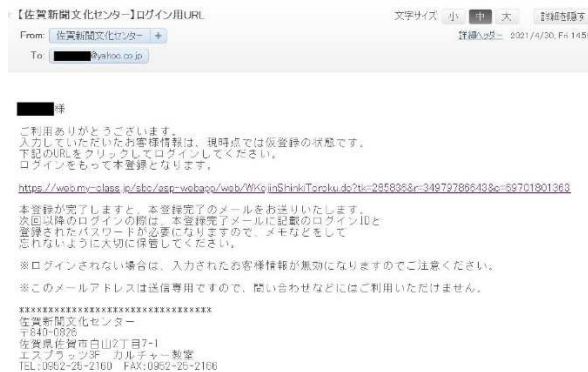 【佐賀新聞文化センター】ログイン用URL
文字サイズ 小 中 大 詳細を隠す
From: 佐賀新聞文化センター +
詳細ヘッダー 2021/4/30, Fri 14:5
To: @yahoo.co.jp
様
ご利用ありがとうございます。
入力していただいたお客様情報は、現時点では仮登録の状態です。
下記のURLをクリックしてログインしてください。
ログインをもって本登録となります。
https://web.my-class.jp/sbc/asp-webapp/web/WKojinShinkiToroku.do?tk=285836&r=34979786643&c=69701801363
本登録が完了しますと、本登録完了のメールをお送りいたします。
次回以降のログインの際は、本登録完了メールに記載のログインIDと
登録されたパスワードが必要になりますので、メモなどをして
忘れないように大切に保管してください。
※ログインされない場合は、入力されたお客様情報が無効になりますのでご注意ください。
※このメールアドレスは送信専用ですので、問い合わせなどにはご利用いただけません。
********************************
佐賀新聞文化センター
〒840-0826
佐賀県佐賀市白山2丁目7-1
エスプラッツ3F カルチャー教室
TEL:0952-25-2160 FAX:0952-25-2166